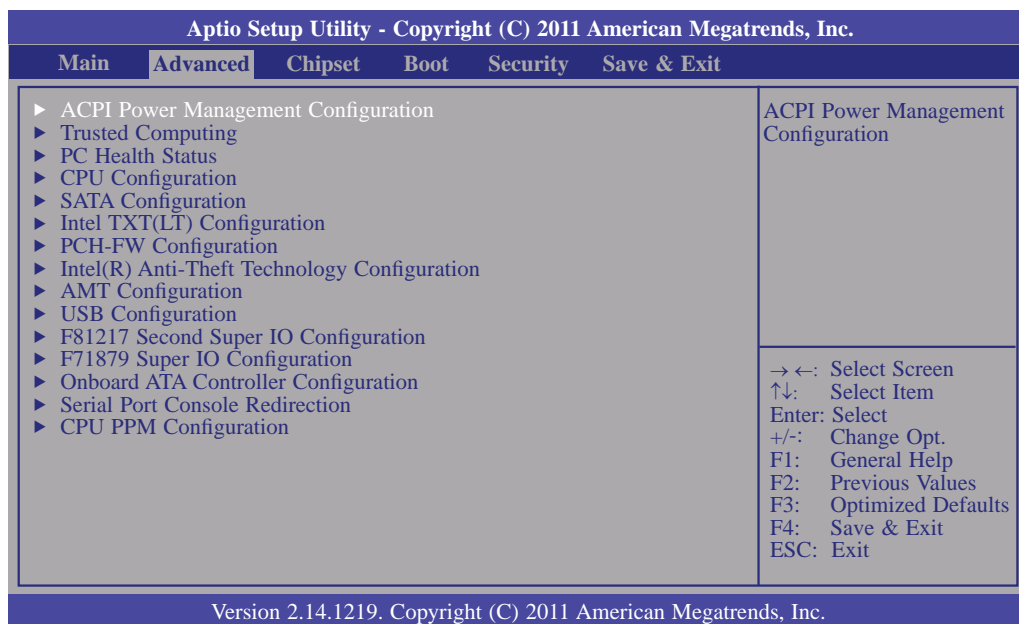 Aptio Setup Utility - Copyright (C) 2011 American Megatrends, Inc.
Main Advanced Chipset Boot Security Save & Exit
► ACPI Power Management Configuration
► Trusted Computing
► PC Health Status
► CPU Configuration
► SATA Configuration
► Intel TXT(LT) Configuration
► PCH-FW Configuration
► Intel(R) Anti-Theft Technology Configuration
► AMT Configuration
► USB Configuration
► F81217 Second Super IO Configuration
► F71879 Super IO Configuration
► Onboard ATA Controller Configuration
► Serial Port Console Redirection
► CPU PPM Configuration
ACPI Power Management
Configuration
→ ←: Select Screen
↑↓: Select Item
Enter: Select
+/-: Change Opt.
F1: General Help
F2: Previous Values
F3: Optimized Defaults
F4: Save & Exit
ESC: Exit
Version 2.14.1219. Copyright (C) 2011 American Megatrends, Inc.